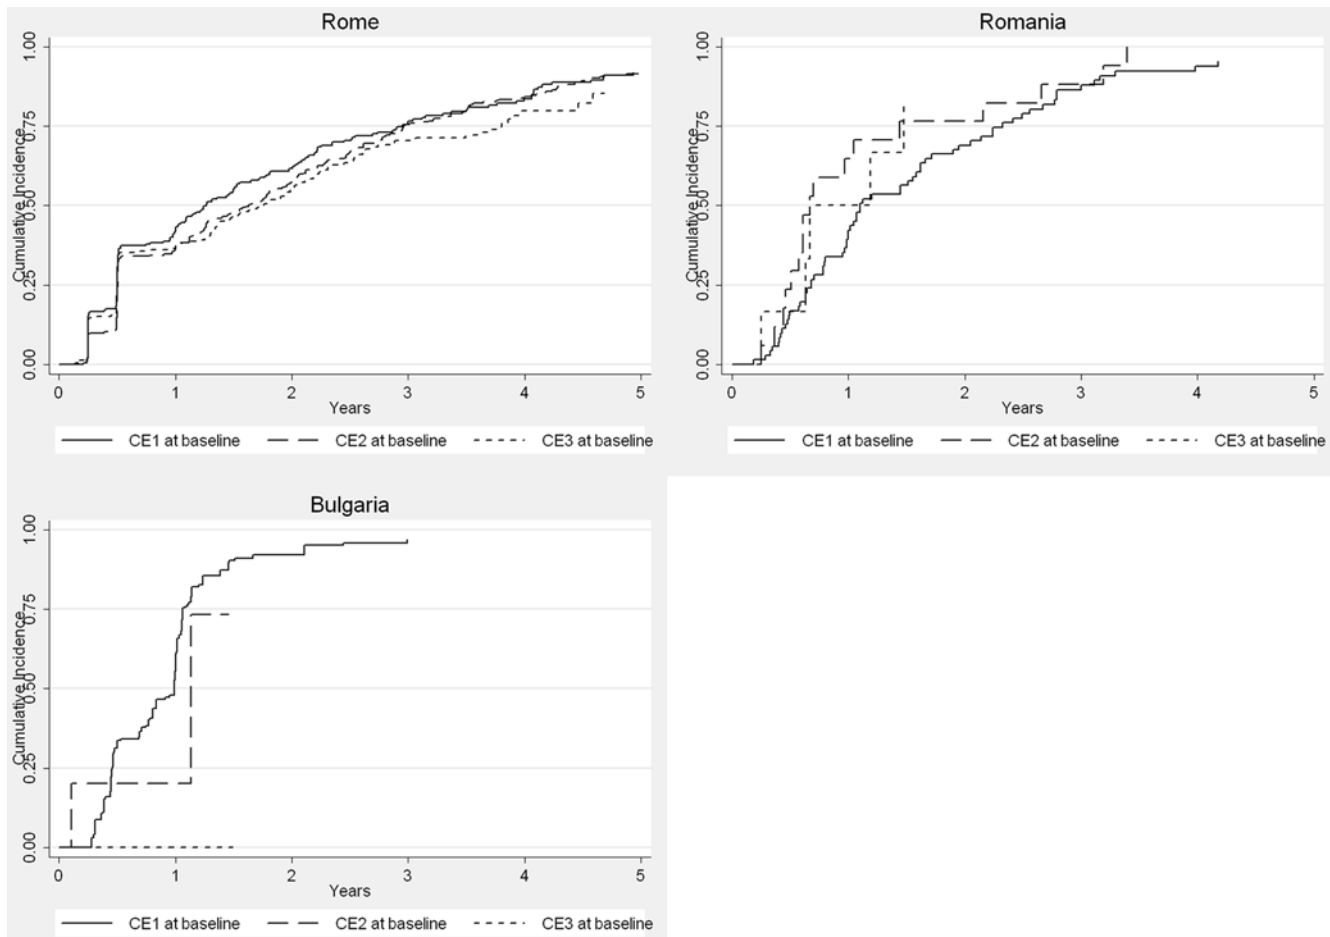 Rome
Cumulative Incidence
1.00
0.75
0.50
0.25
0.00
0 1 2 3 4 5
Years
CE1 at baseline CE2 at baseline CE3 at baseline
Romania
Cumulative Incidence
1.00
0.75
0.50
0.25
0.00
0 1 2 3 4 5
Years
CE1 at baseline CE2 at baseline CE3 at baseline
Bulgaria
Cumulative Incidence
1.00
0.75
0.50
0.25
0.00
0 1 2 3 4 5
Years
CE1 at baseline CE2 at baseline CE3 at baseline